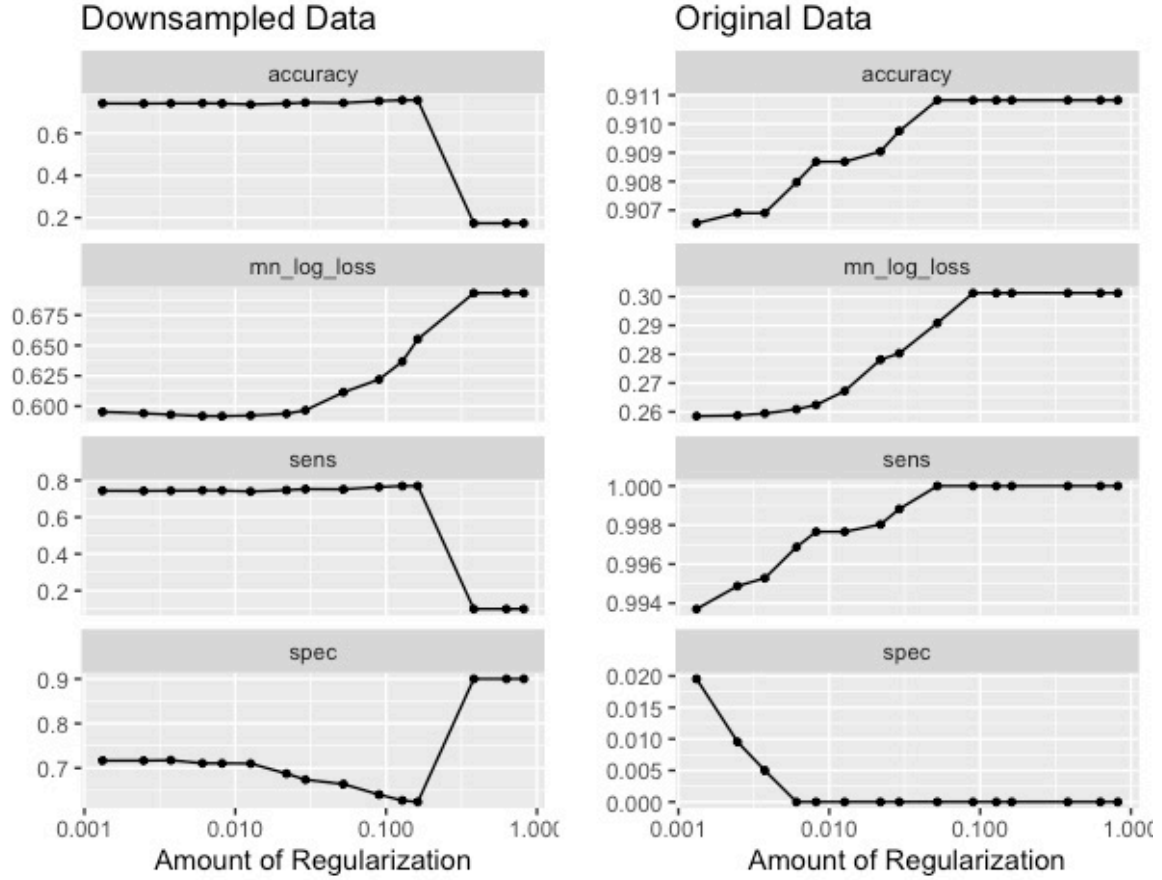 Downsampled Data
accuracy
0.6
0.4
0.2
mn_log_loss
0.675
0.650
0.625
0.600
sens
0.8
0.6
0.4
0.2
spec
0.9
0.8
0.7
0.001 0.010 0.100 1.000
Amount of Regularization
Original Data
accuracy
0.911
0.910
0.909
0.908
0.907
mn_log_loss
0.30
0.29
0.28
0.27
0.26
sens
1.000
0.998
0.996
0.994
spec
0.020
0.015
0.010
0.005
0.000
0.001 0.010 0.100 1.000
Amount of Regularization